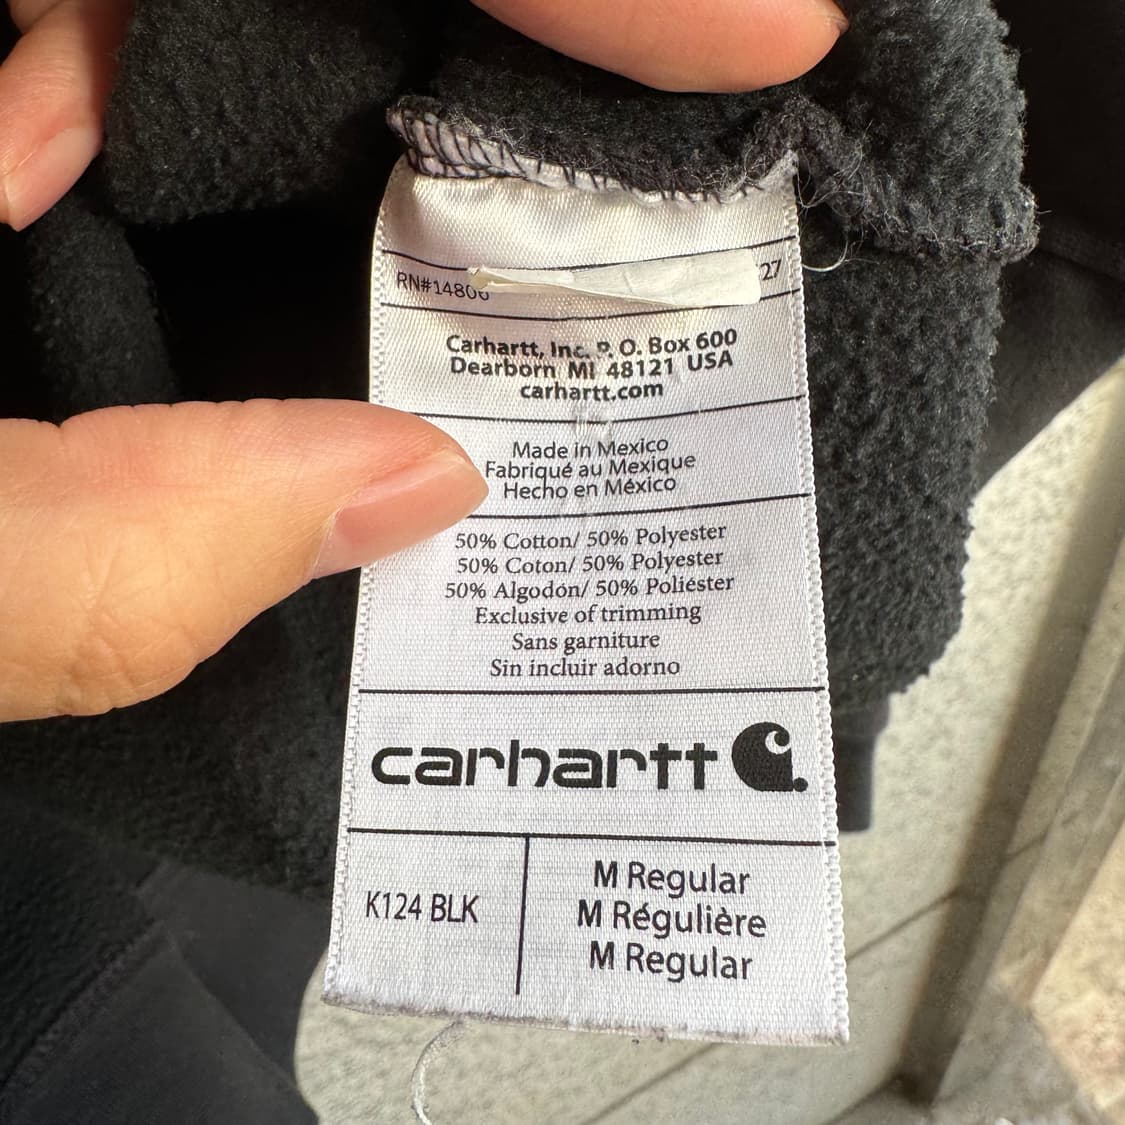 RN#14806 27
Carhartt, Inc. P.O. Box 600
Dearborn MI 48121 USA
carhartt.com
Made in Mexico
Fabriqué au Mexique
Hecho en México
50% Cotton/ 50% Polyester
50% Coton/ 50% Polyester
50% Algodón/ 50% Poliéster
Exclusive of trimming
Sans garniture
Sin incluir adorno
carhartt
K124 BLK
M Regular
M Régulière
M Regular